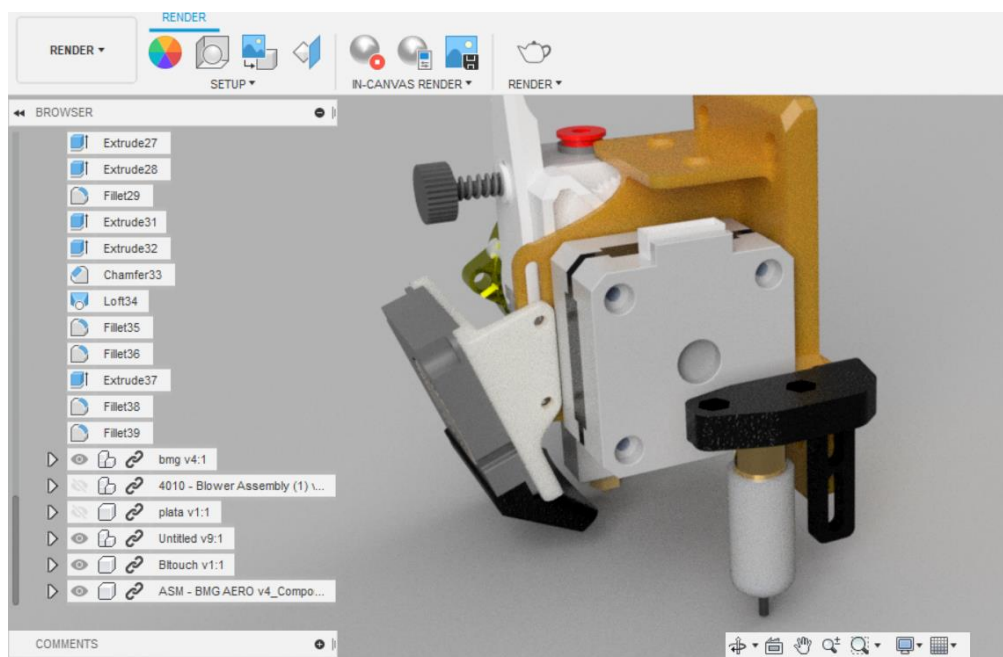 RENDER
RENDER ▾
SETUP ▾
IN-CANVAS RENDER ▾
RENDER ▾
BROWSER
Extrude27
Extrude28
Fillet29
Extrude31
Extrude32
Chamfer33
Loft34
Fillet35
Fillet36
Extrude37
Fillet38
Fillet39
bmg v4:1
4010 - Blower Assembly (1) v...
plata v1:1
Untitled v9:1
Bltouch v1:1
ASM - BMG AERO v4_Compo...
COMMENTS